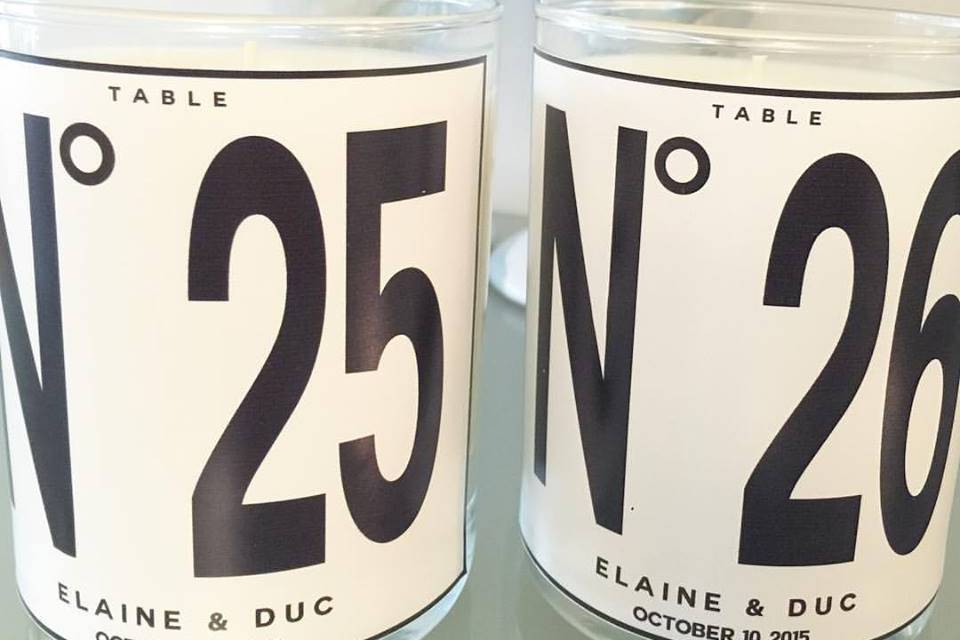 TABLE
N° 25
ELAINE & DUC
TABLE
N° 26
ELAINE & DUC
OCTOBER 10, 2015